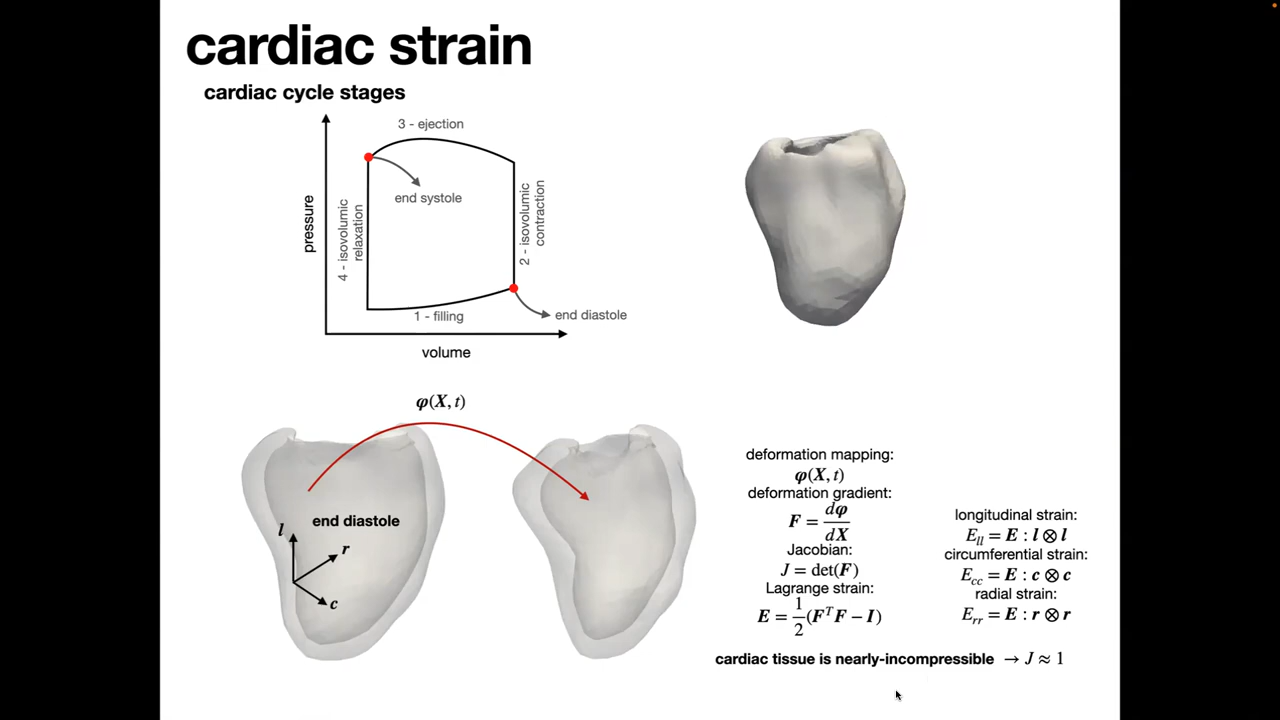 cardiac strain
cardiac cycle stages
3 - ejection
end systole
pressure
4 - isovolumic
relaxation
2 - isovolumic
contraction
1 - filling
end diastole
volume
φ(X, t)
end diastole
l
r
c
deformation mapping:
φ(X, t)
deformation gradient:
F = dφ/dX
Jacobian:
J = det(F)
Lagrange strain:
E = 1/2 (FᵀF − I)
longitudinal strain:
Eₗₗ = E : l ⊗ l
circumferential strain:
E_cc = E : c ⊗ c
radial strain:
E_rr = E : r ⊗ r
cardiac tissue is nearly-incompressible → J ≈ 1